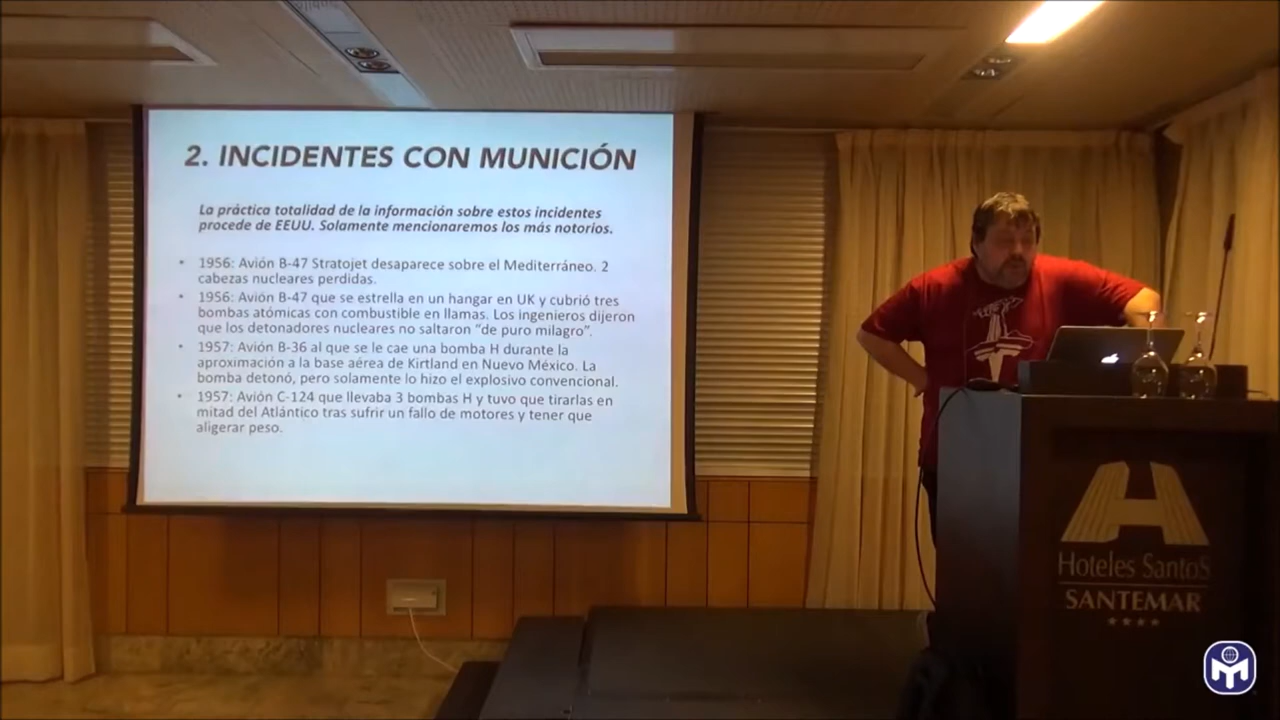 2. INCIDENTES CON MUNICIÓN
La práctica totalidad de la información sobre estos incidentes
procede de EEUU. Solamente mencionaremos los más notorios.
• 1956: Avión B-47 Stratojet desaparece sobre el Mediterráneo. 2
cabezas nucleares perdidas.
• 1956: Avión B-47 que se estrella en un hangar en UK y cubrió tres
bombas atómicas con combustible en llamas. Los ingenieros dijeron
que los detonadores nucleares no saltaron "de puro milagro".
• 1957: Avión B-36 al que se le cae una bomba H durante la
aproximación a la base aérea de Kirtland en Nuevo México. La
bomba detonó, pero solamente lo hizo el explosivo convencional.
• 1957: Avión C-124 que llevaba 3 bombas H y tuvo que tirarlas en
mitad del Atlántico tras sufrir un fallo de motores y tener que
aligerar peso.
Hoteles Santos
SANTEMAR